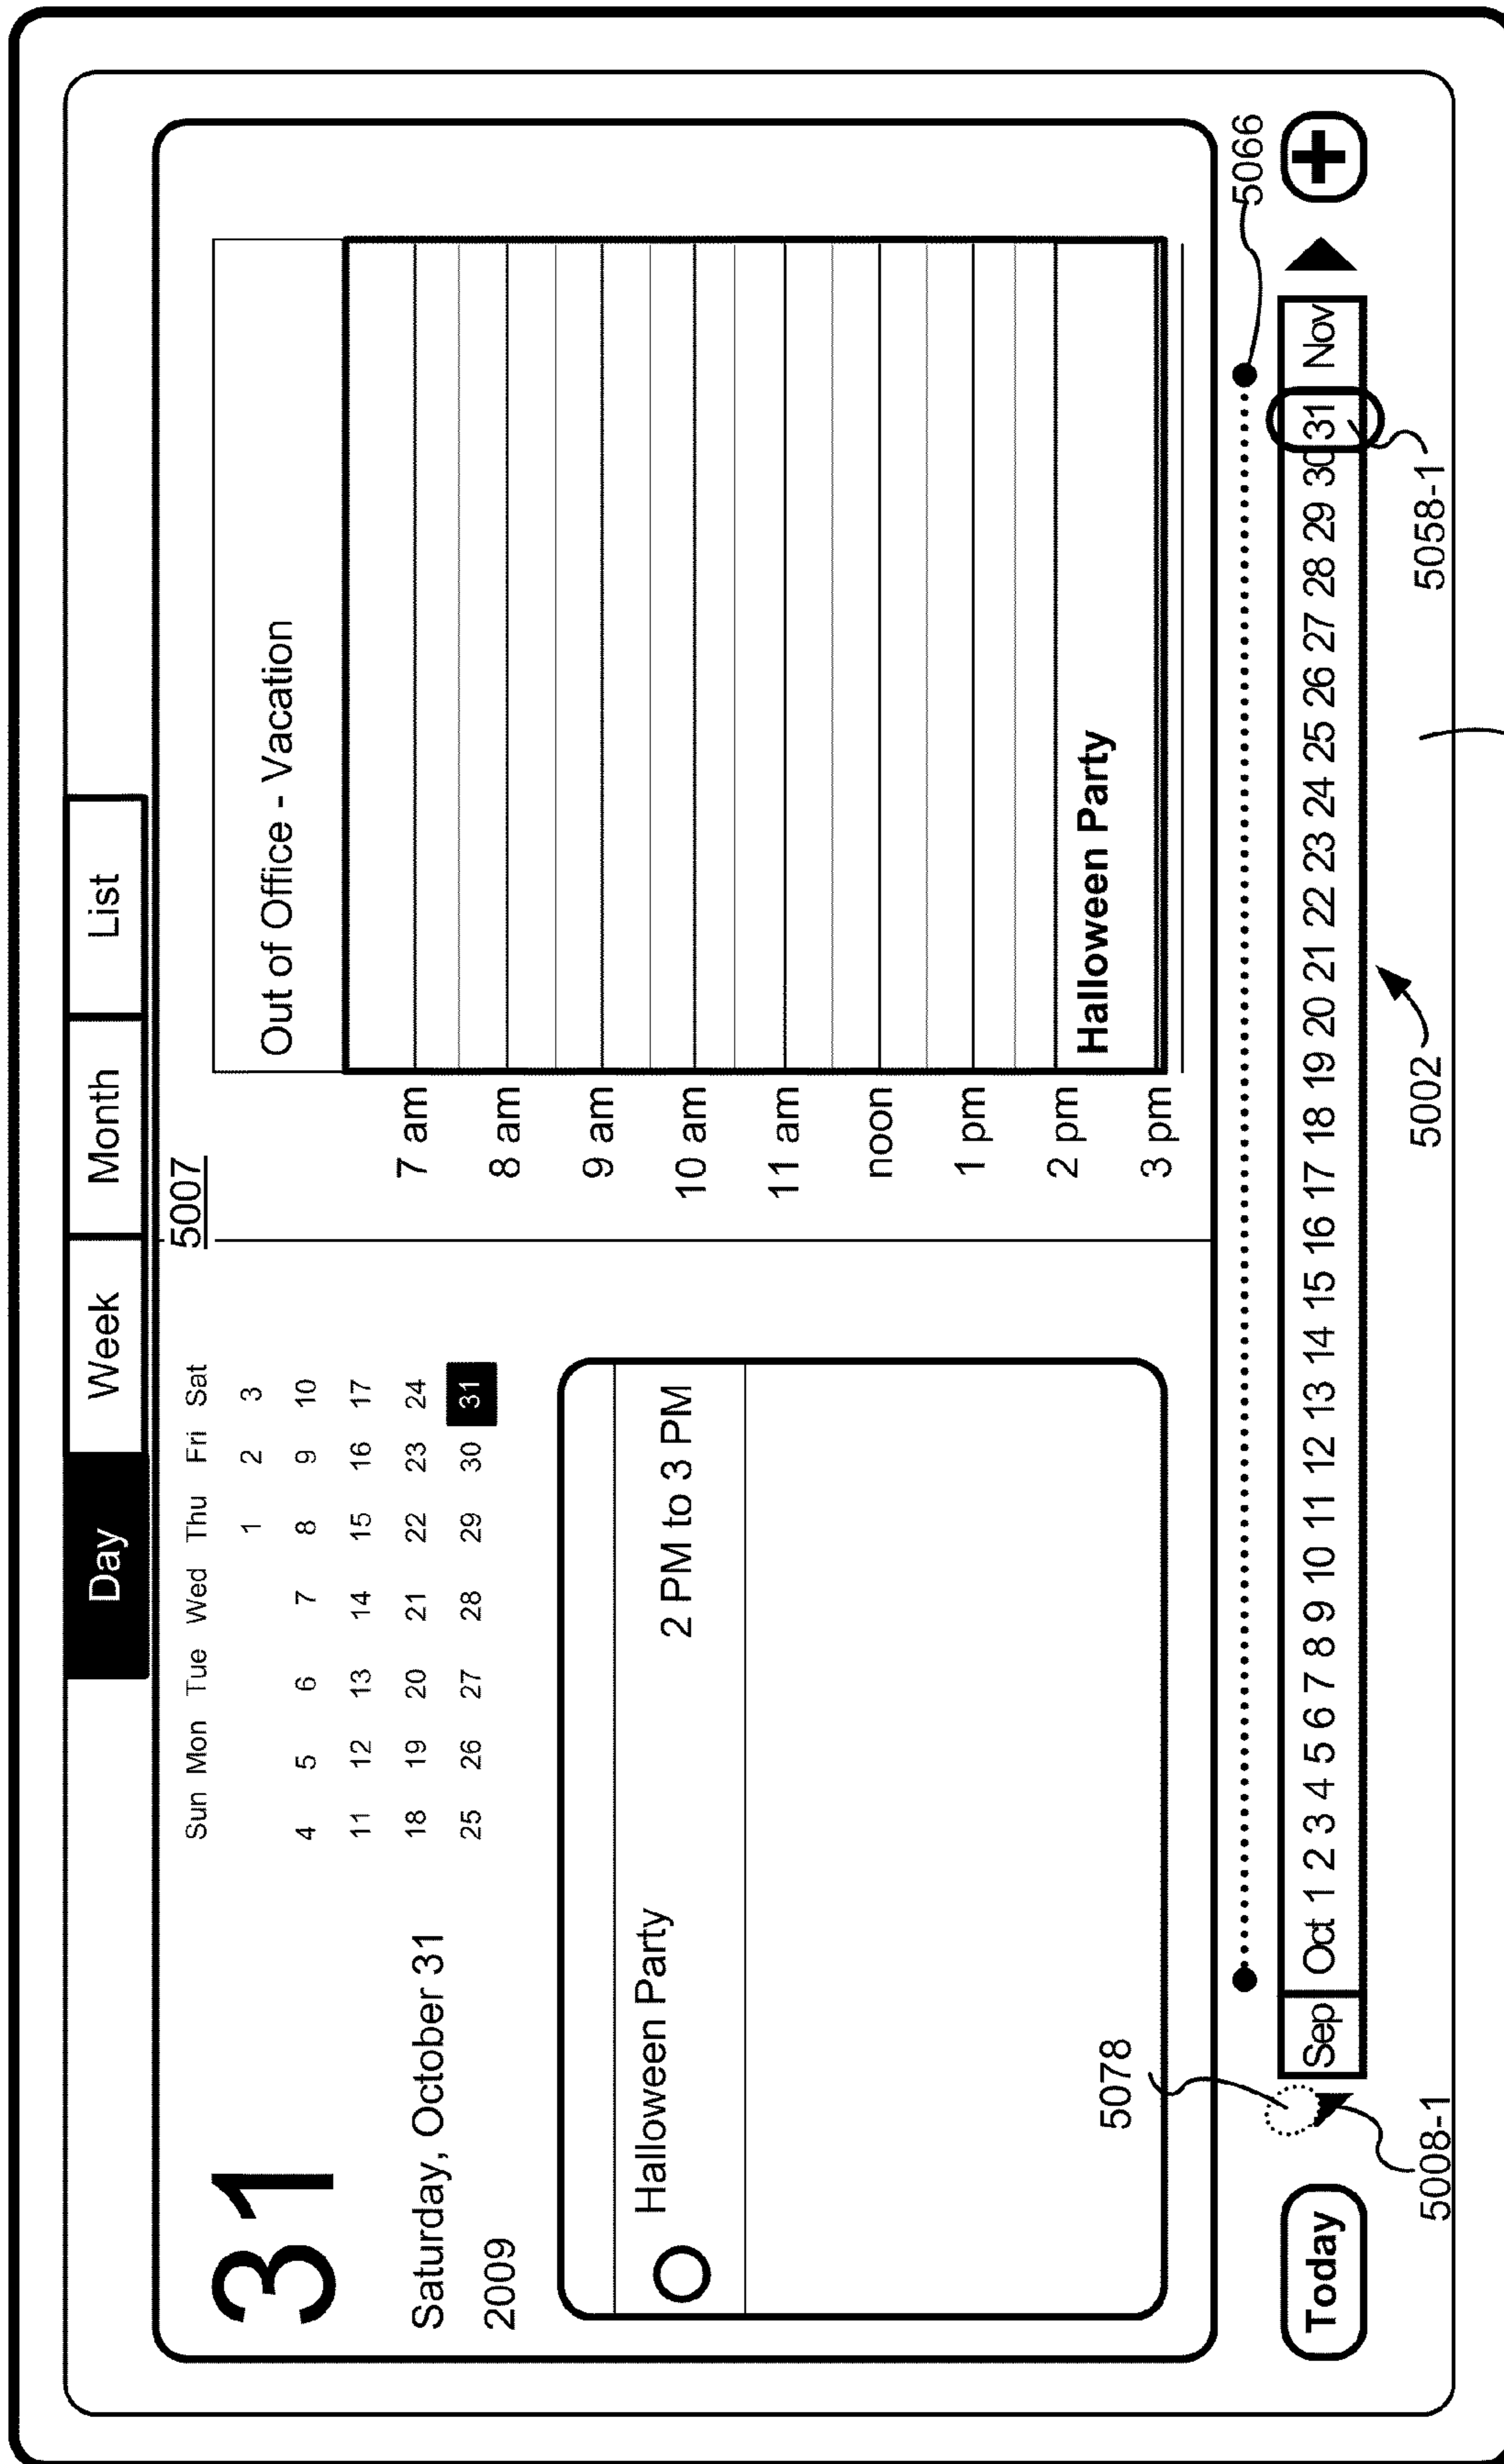 Day Week Month List
5007
31
Saturday, October 31
2009
Sun Mon Tue Wed Thu Fri Sat
1 2 3
4 5 6 7 8 9 10
11 12 13 14 15 16 17
18 19 20 21 22 23 24
25 26 27 28 29 30 31
Halloween Party 2 PM to 3 PM
Out of Office - Vacation
7 am
8 am
9 am
10 am
11 am
noon
1 pm
2 pm
Halloween Party
3 pm
5078
5066
Today Sep Oct 1 2 3 4 5 6 7 8 9 10 11 12 13 14 15 16 17 18 19 20 21 22 23 24 25 26 27 28 29 30 31 Nov +
5008-1
5002
5058-1